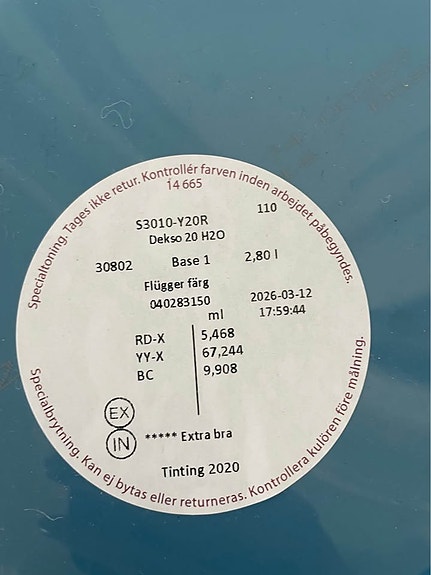 Specialtoning. Tages ikke retur. Kontrollér farven inden arbejdet påbegyndes.
14 665
110
S3010-Y20R
Dekso 20 H2O
30802 Base 1 2,80 l
Flügger färg
040283150
2026-03-12
17:59:44
ml
RD-X 5,468
YY-X 67,244
BC 9,908
EX
IN ***** Extra bra
Tinting 2020
Specialbrytning. Kan ej bytas eller returneras. Kontrollera kulören före målning.